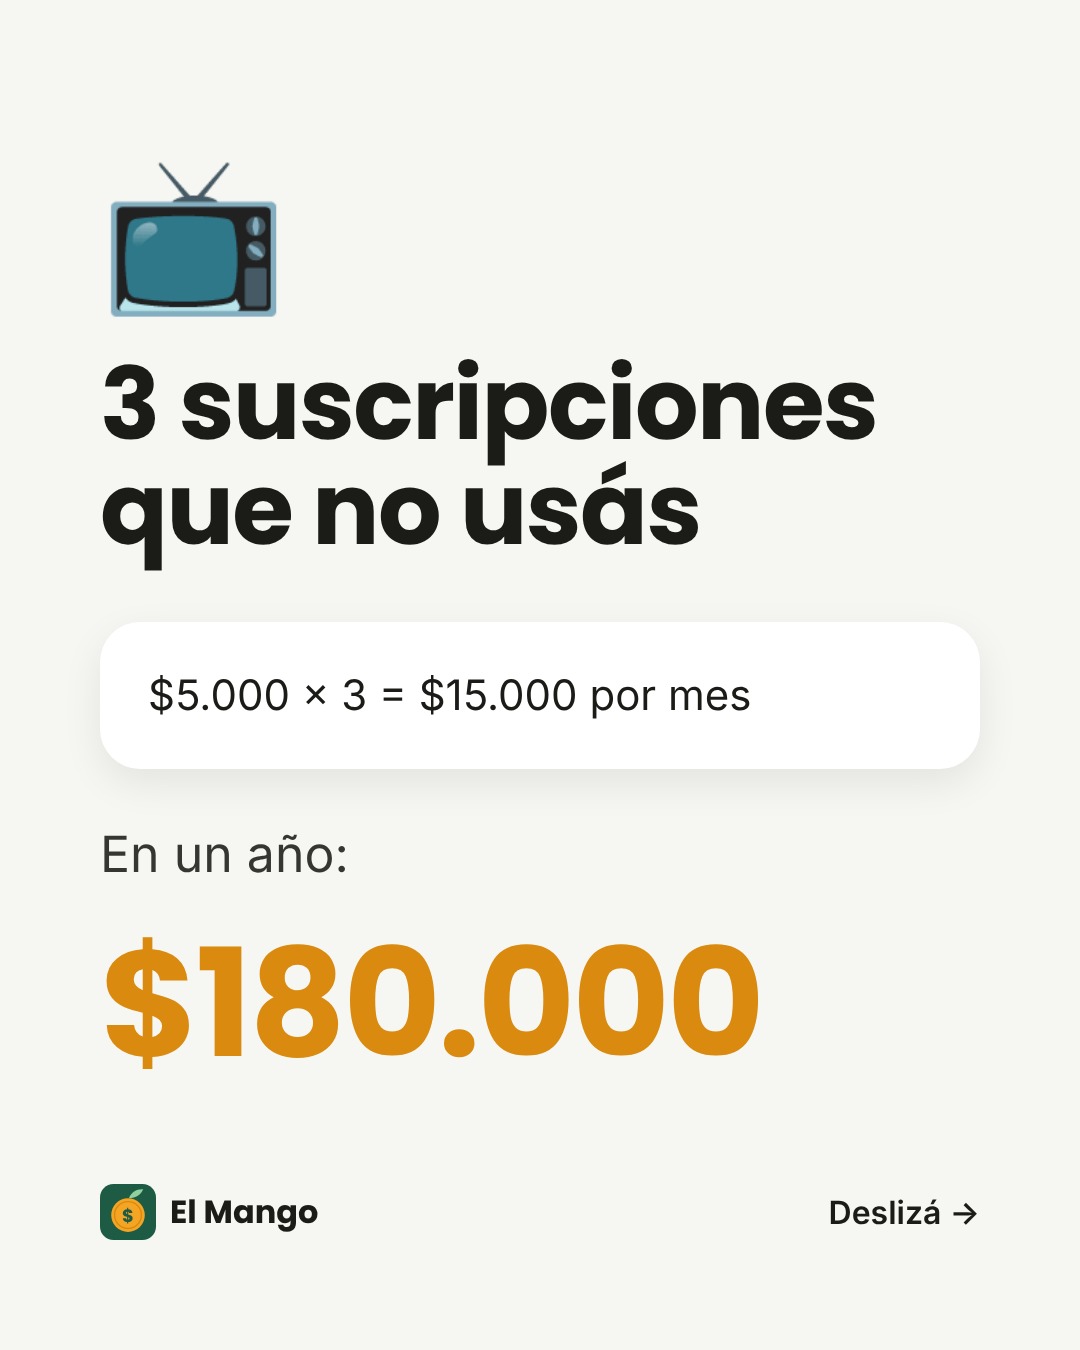 3 suscripciones
que no usás
$5.000 × 3 = $15.000 por mes
En un año:
$180.000
$
El Mango
Deslizá →